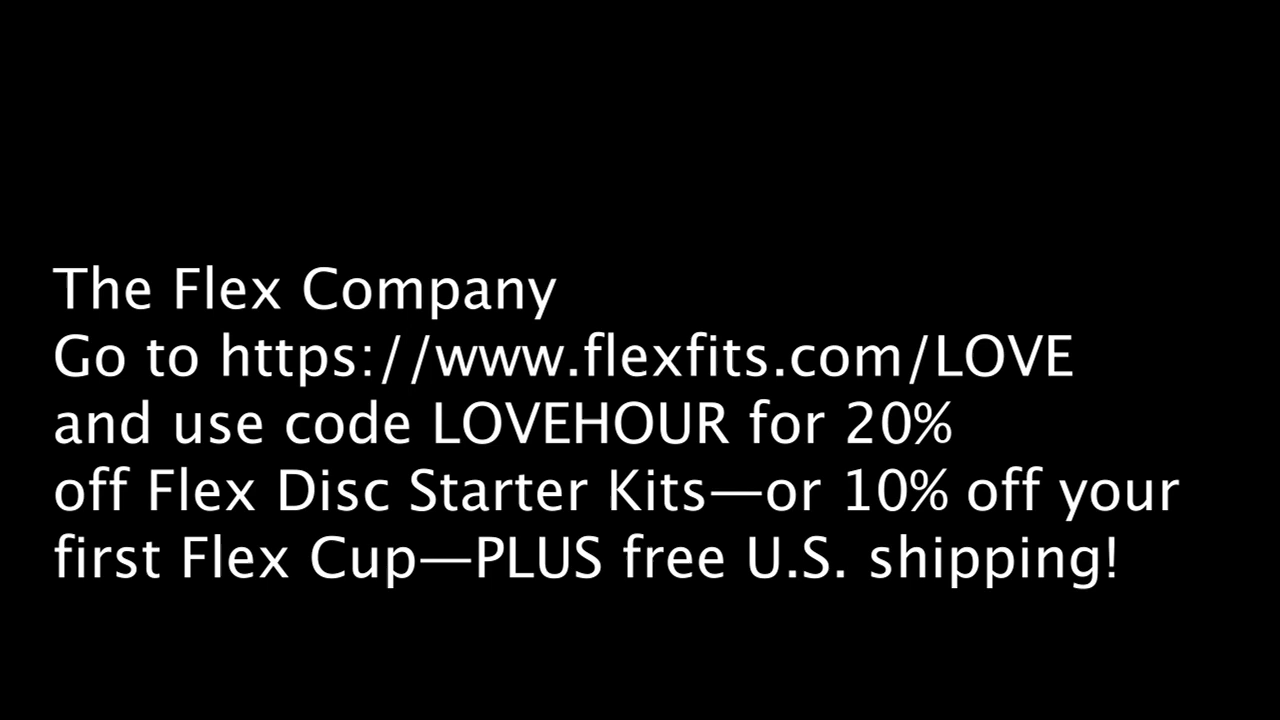 The Flex Company
Go to https://www.flexfits.com/LOVE
and use code LOVEHOUR for 20%
off Flex Disc Starter Kits—or 10% off your
first Flex Cup—PLUS free U.S. shipping!